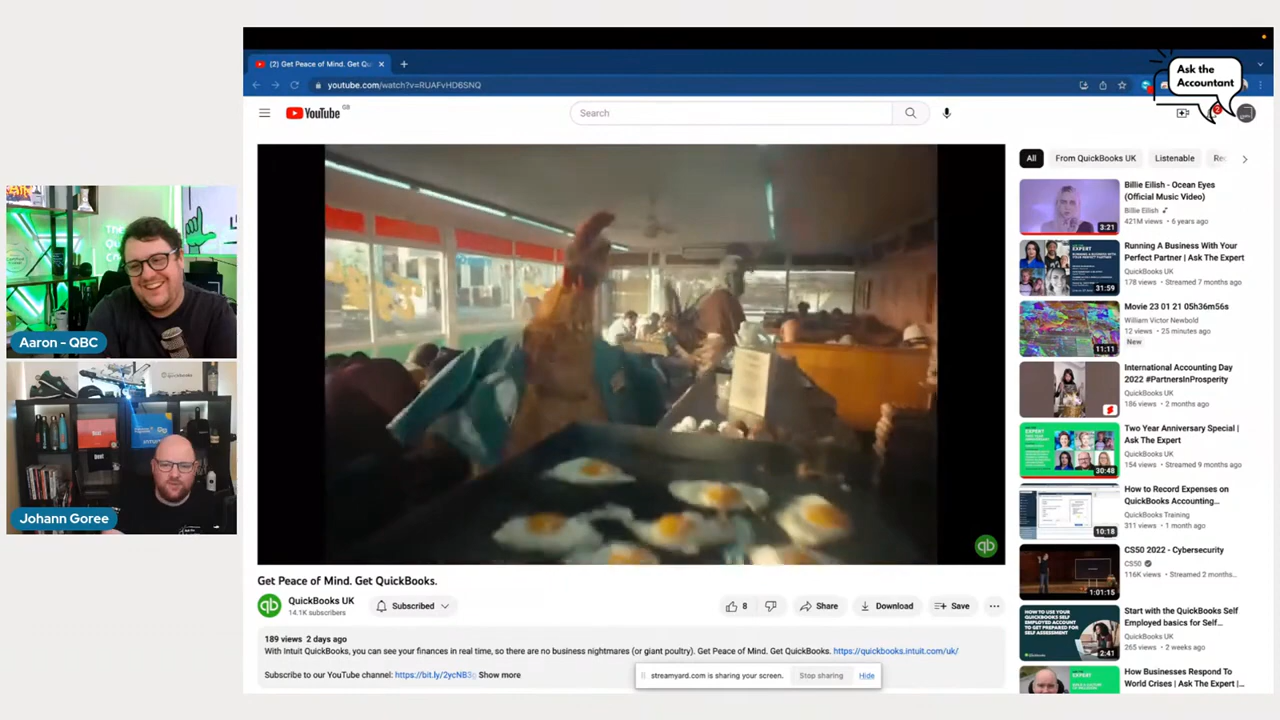 (2) Get Peace of Mind. Get Qu
youtube.com/watch?v=RUAFvHD6SNQ
Ask the
Accountant
YouTube GB
Search
2
All
From QuickBooks UK
Listenable
Billie Eilish - Ocean Eyes
(Official Music Video)
Billie Eilish
421M views • 6 years ago
3:21
Running A Business With Your
Perfect Partner | Ask The Expert
QuickBooks UK
178 views • Streamed 7 months ago
31:59
Movie 23 01 21 05h36m56s
William Victor Newbold
12 views • 25 minutes ago
New
11:11
International Accounting Day
2022 #PartnersInProsperity
QuickBooks UK
186 views • 2 months ago
Two Year Anniversary Special |
Ask The Expert
QuickBooks UK
154 views • Streamed 9 months ago
30:48
How to Record Expenses on
QuickBooks Accounting...
QuickBooks Training
311 views • 1 month ago
10:18
CS50 2022 - Cybersecurity
CS50
116K views • Streamed 2 months...
1:01:15
Start with the QuickBooks Self
Employed basics for Self...
QuickBooks UK
265 views • 2 weeks ago
2:41
How Businesses Respond To
World Crises | Ask The Expert |...
Aaron - QBC
Johann Goree
qb
Get Peace of Mind. Get QuickBooks.
qb
QuickBooks UK
14.1K subscribers
Subscribed
8
Share
Download
Save
189 views 2 days ago
With Intuit QuickBooks, you can see your finances in real time, so there are no business nightmares (or giant poultry). Get Peace of Mind. Get QuickBooks. https://quickbooks.intuit.com/uk/
Subscribe to our YouTube channel: https://bit.ly/2ycNB3g Show more
streamyard.com is sharing your screen.
Stop sharing
Hide